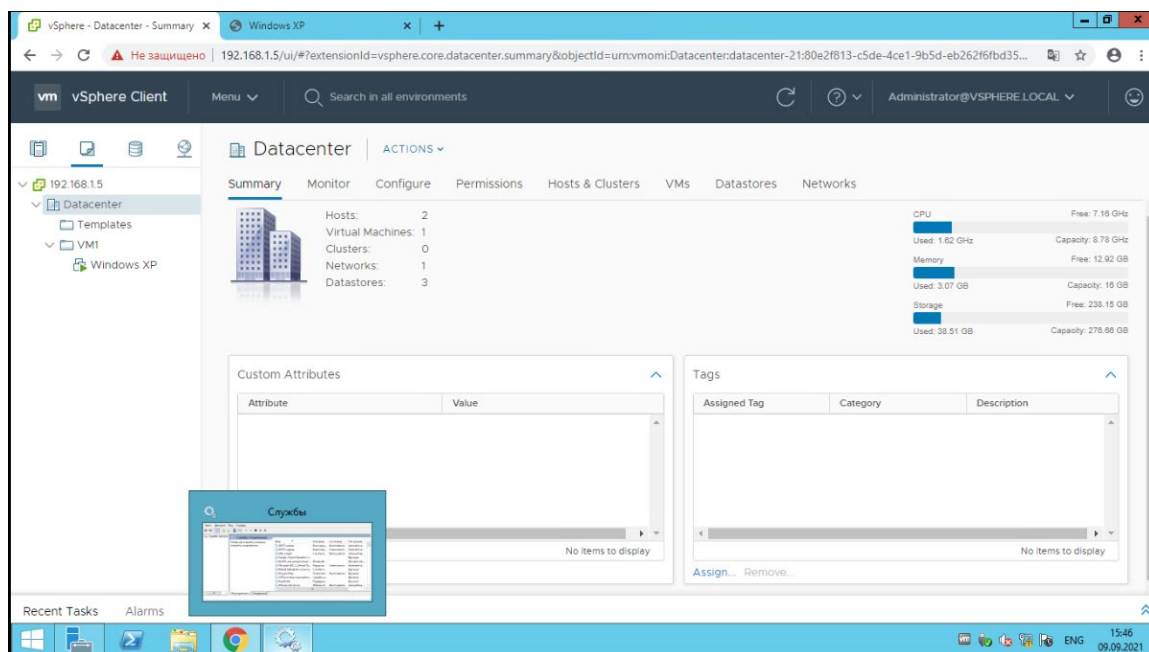 vSphere - Datacenter - Summary
Windows XP
Не защищено 192.168.1.5/ui/#?extensionId=vsphere.core.datacenter.summary&objectId=urn:vmomi:Datacenter:datacenter-21:80e2f813-c5de-4ce1-9b5d-eb262f6fbd35...
vm vSphere Client Menu Search in all environments Administrator@VSPHERE.LOCAL
Datacenter ACTIONS
192.168.1.5
Datacenter
Templates
VM1
Windows XP
Summary Monitor Configure Permissions Hosts & Clusters VMs Datastores Networks
Hosts: 2
Virtual Machines: 1
Clusters: 0
Networks: 1
Datastores: 3
CPU Free: 7.16 GHz
Used: 1.62 GHz Capacity: 8.78 GHz
Memory Free: 12.92 GB
Used: 3.07 GB Capacity: 16 GB
Storage Free: 238.15 GB
Used: 38.51 GB Capacity: 276.66 GB
Custom Attributes
Attribute Value
No items to display
Tags
Assigned Tag Category Description
No items to display
Assign... Remove...
Службы
Recent Tasks Alarms
ENG 15:46
09.09.2021